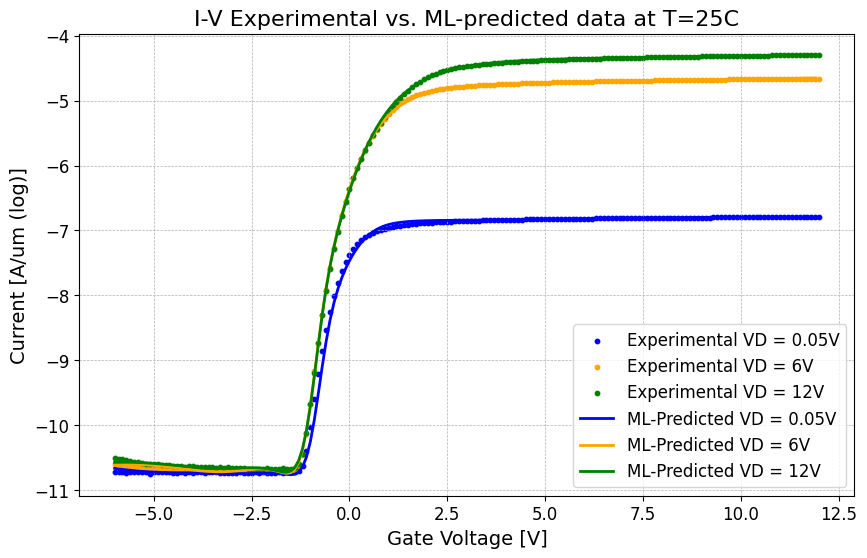 I-V Experimental vs. ML-predicted data at T=25C
Current [A/um (log)]
−4
−5
−6
−7
−8
−9
−10
−11
Experimental VD = 0.05V
Experimental VD = 6V
Experimental VD = 12V
ML-Predicted VD = 0.05V
ML-Predicted VD = 6V
ML-Predicted VD = 12V
−5.0
−2.5
0.0
2.5
5.0
7.5
10.0
12.5
Gate Voltage [V]